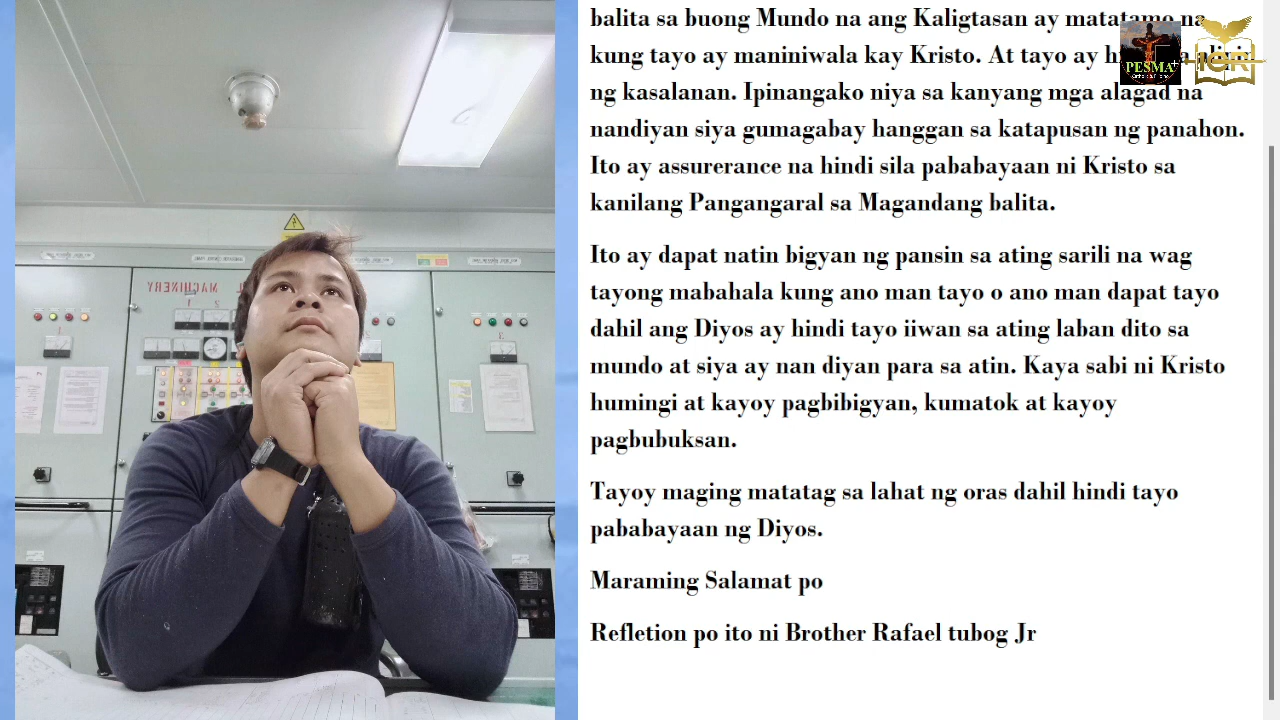 balita sa buong Mundo na ang Kaligtasan ay matatamo na
kung tayo ay maniniwala kay Kristo. At tayo ay
ng kasalanan. Ipinangako niya sa kanyang mga alagad na
nandiyan siya gumagabay hanggan sa katapusan ng panahon.
Ito ay assurerance na hindi sila pababayaan ni Kristo sa
kanilang Pangangaral sa Magandang balita.
Ito ay dapat natin bigyan ng pansin sa ating sarili na wag
tayong mabahala kung ano man tayo o ano man dapat tayo
dahil ang Diyos ay hindi tayo iiwan sa ating laban dito sa
mundo at siya ay nan diyan para sa atin. Kaya sabi ni Kristo
humingi at kayoy pagbibigyan, kumatok at kayoy
pagbubuksan.
Tayoy maging matatag sa lahat ng oras dahil hindi tayo
pababayaan ng Diyos.
Maraming Salamat po
Refletion po ito ni Brother Rafael tubog Jr
PESMA
MACHINERY